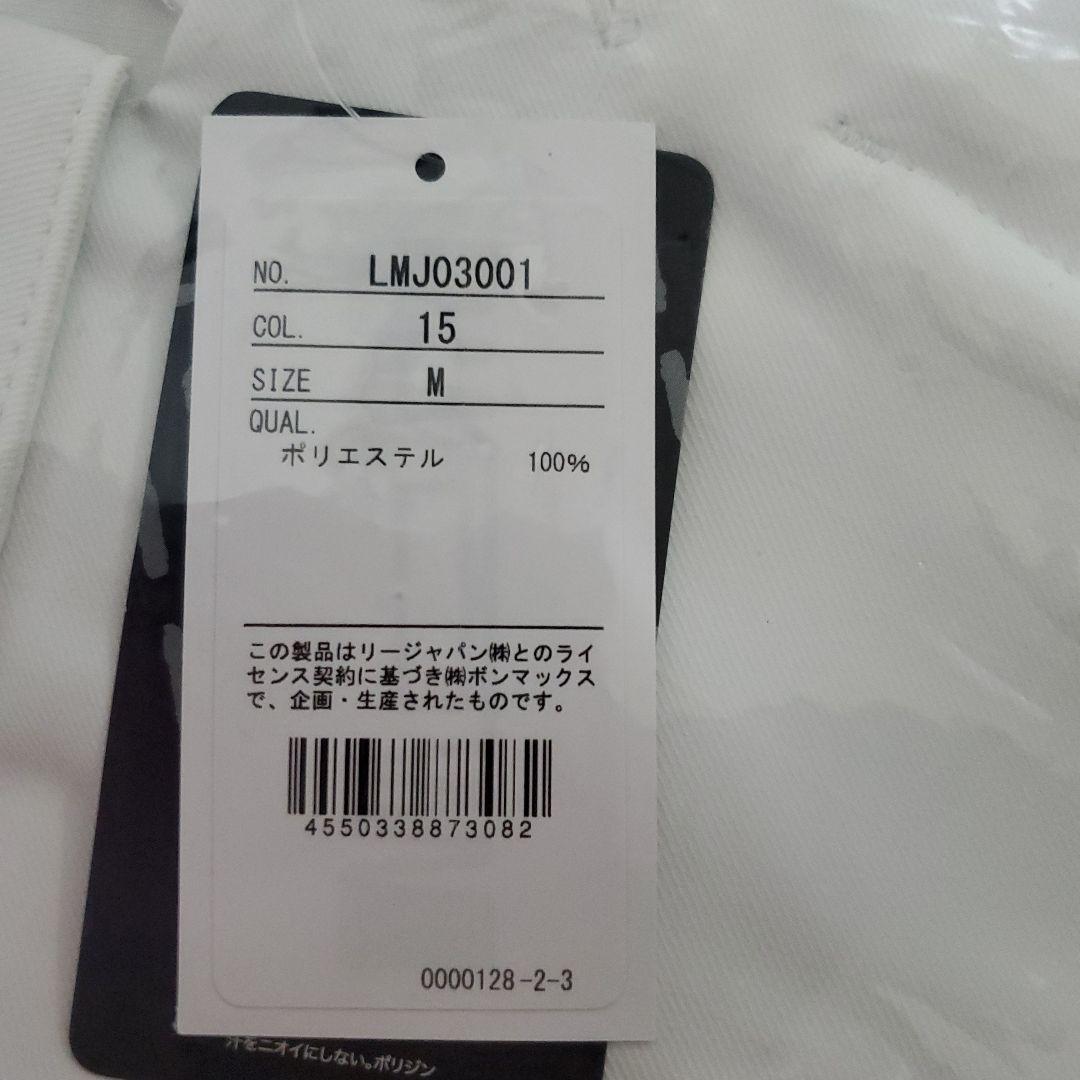 NO. LMJ03001
COL. 15
SIZE M
QUAL.
ポリエステル 100%
この製品はリージャパン㈱とのライ
センス契約に基づき㈱ボンマックス
で、企画・生産されたものです。
4550338873082
0000128-2-3
汗をニオイにしない。ポリジン